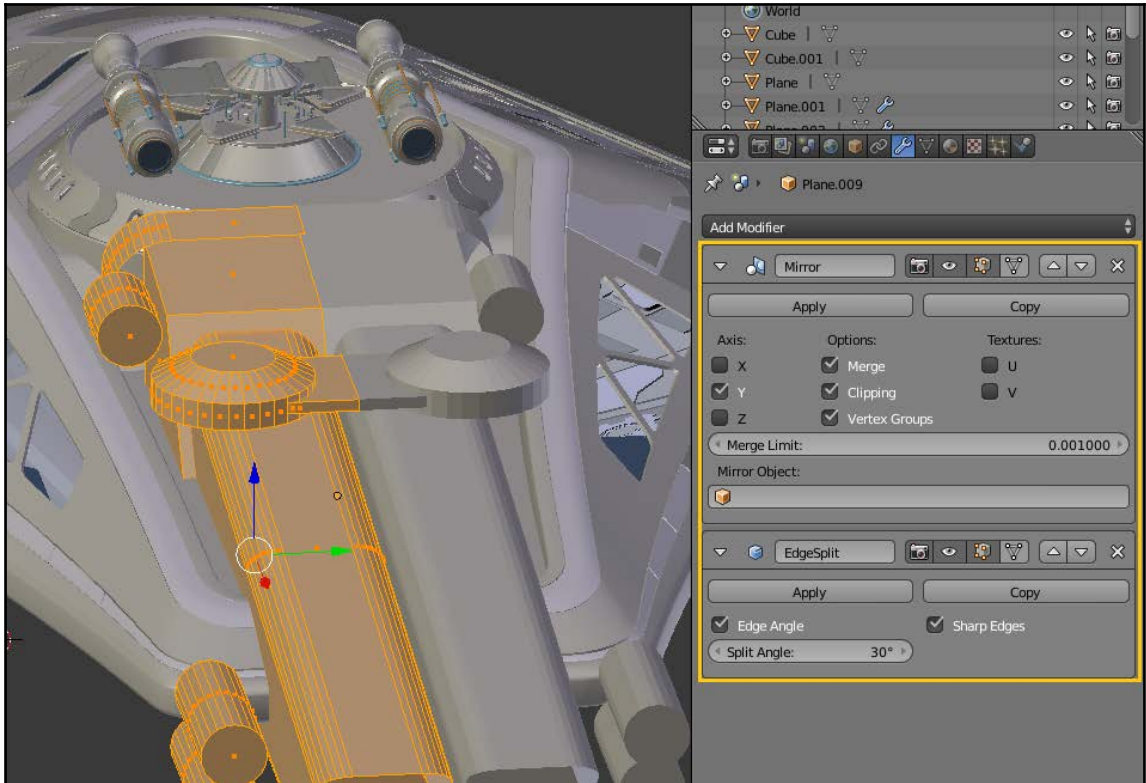 World
Cube
Cube.001
Plane
Plane.001
Plane.009
Add Modifier
Mirror
Apply Copy
Axis: Options: Textures:
X Merge U
Y Clipping V
Z Vertex Groups
Merge Limit: 0.001000
Mirror Object:
EdgeSplit
Apply Copy
Edge Angle Sharp Edges
Split Angle: 30°